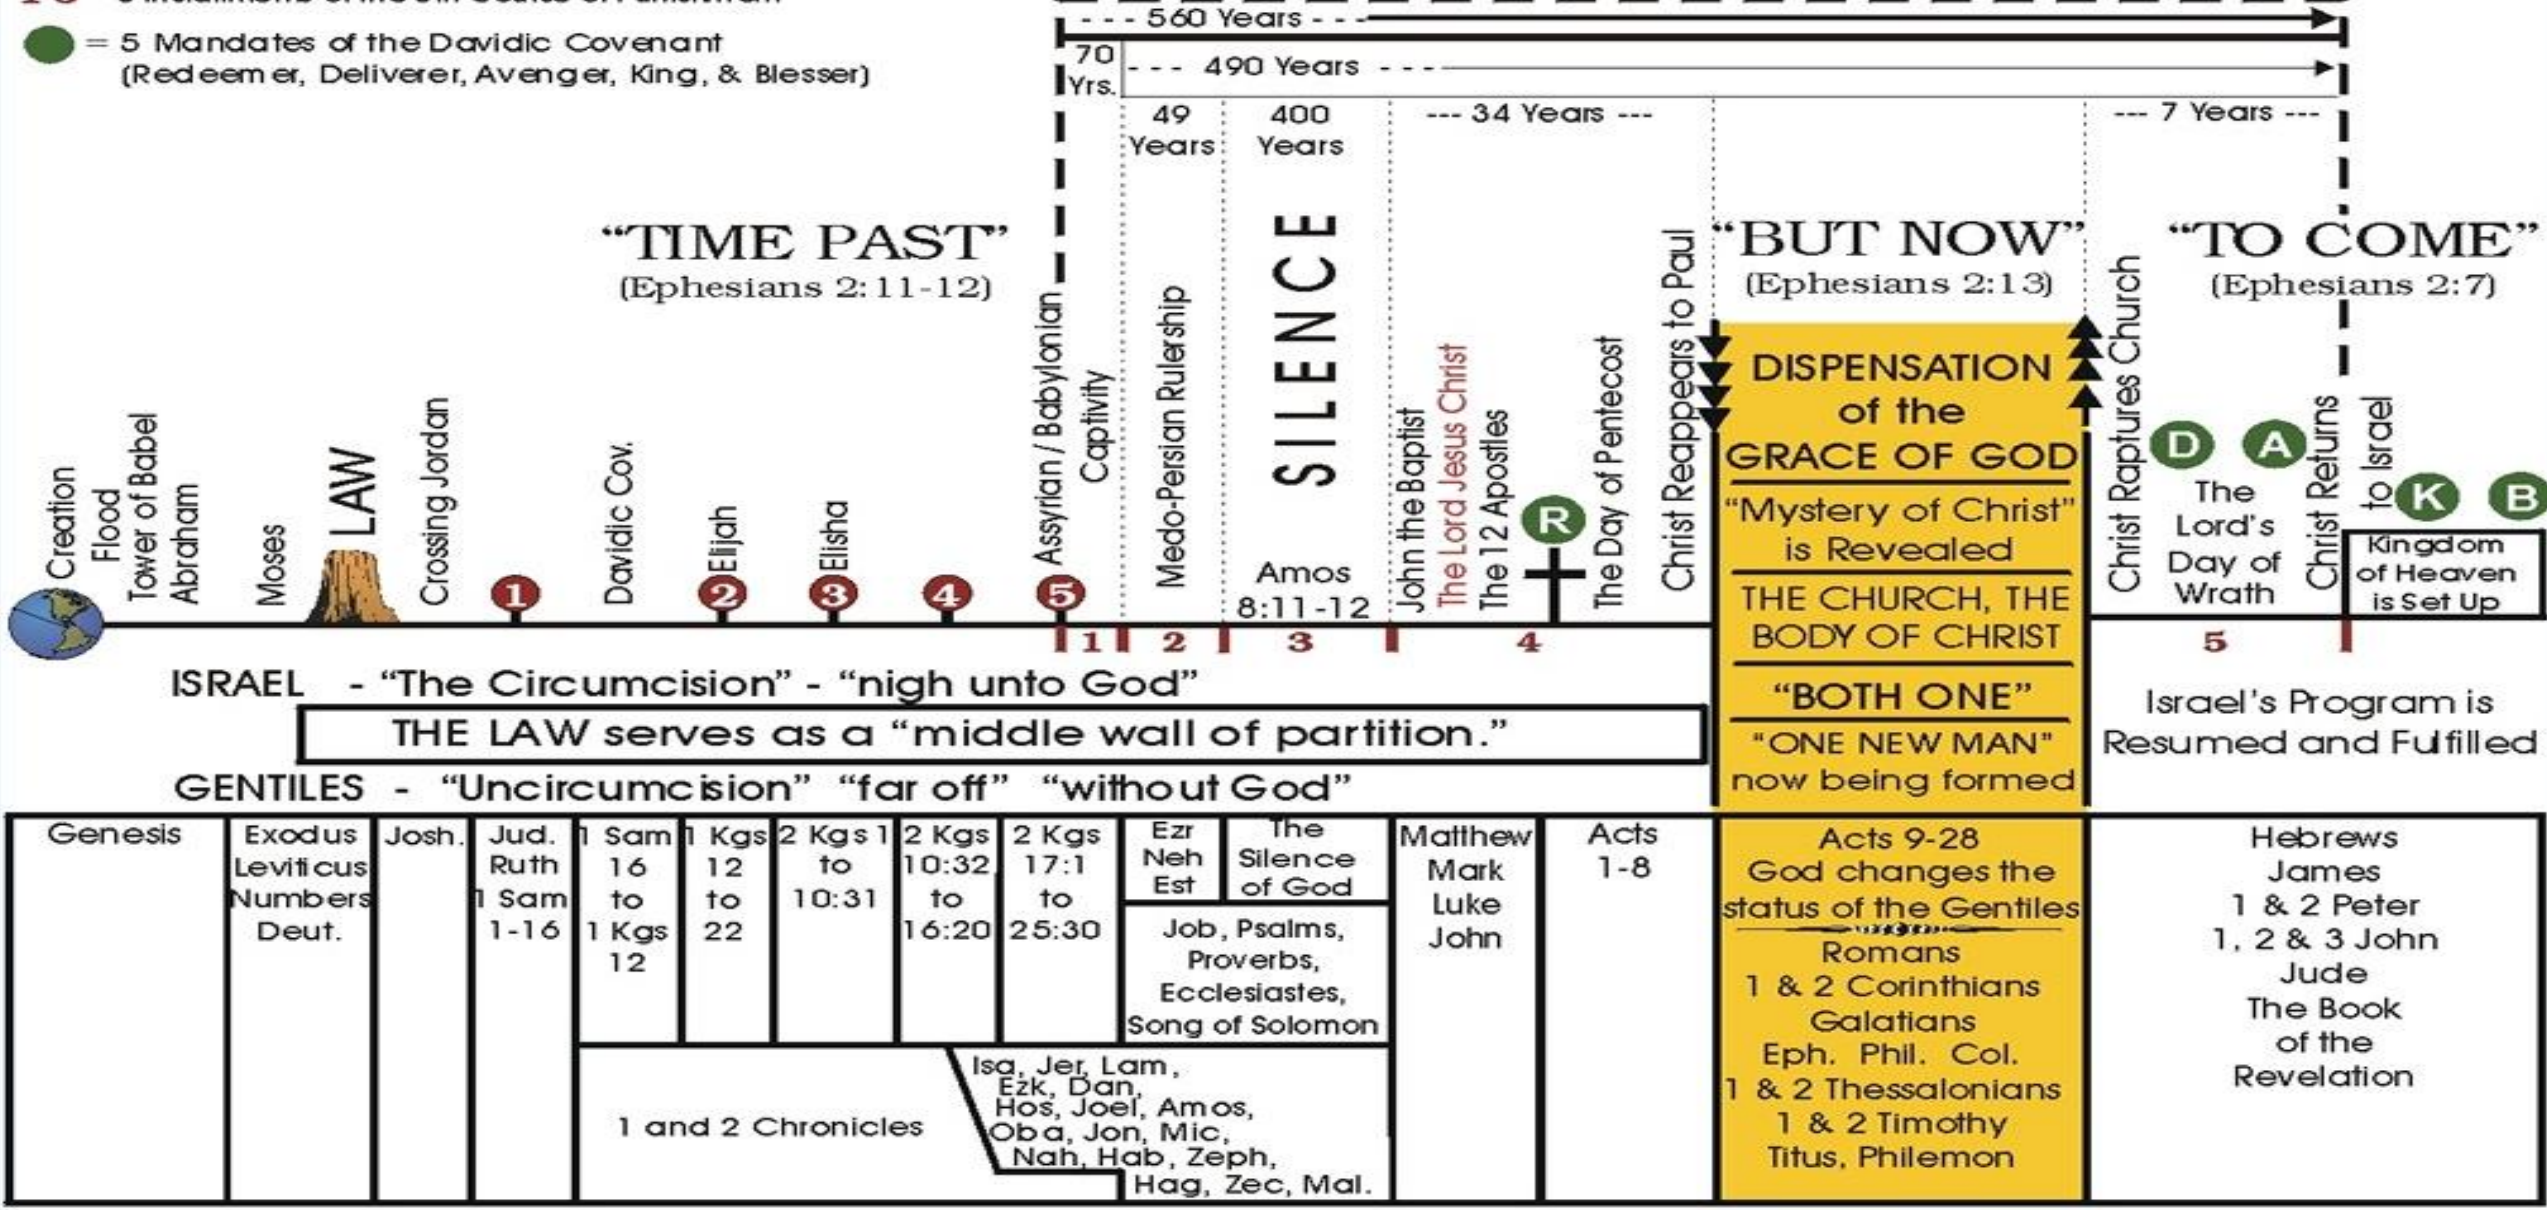 = 5 Mandates of the Davidic Covenant
(Redeemer, Deliverer, Avenger, King, & Blesser)
- - - 560 Years - - -
70
Yrs.
- - - 490 Years - - - -
49
Years
400
Years
--- 34 Years ---
--- 7 Years ---
“TIME PAST”
(Ephesians 2:11-12)
“BUT NOW”
(Ephesians 2:13)
“TO COME”
(Ephesians 2:7)
Creation
Flood
Tower of Babel
Abraham
Moses
LAW
Crossing Jordan
1
Davidic Cov.
2
Elijah
3
Elisha
4
5
Assyrian / Babylonian
Captivity
Medo-Persian Rulership
SILENCE
Amos
8:11-12
John the Baptist
The Lord Jesus Christ
The 12 Apostles
R
The Day of Pentecost
Christ Reappears to Paul
DISPENSATION
of the
GRACE OF GOD
“Mystery of Christ”
is Revealed
THE CHURCH, THE
BODY OF CHRIST
“BOTH ONE”
“ONE NEW MAN”
now being formed
Christ Raptures Church
D
A
The
Lord's
Day of
Wrath
Christ Returns
to Israel
K
B
Kingdom
of Heaven
is Set Up
1
2
3
4
5
ISRAEL - “The Circumcision” - “nigh unto God”
THE LAW serves as a “middle wall of partition.”
GENTILES - “Uncircumcision” “far off” “without God”
Israel's Program is
Resumed and Fulfilled
Genesis
Exodus
Leviticus
Numbers
Deut.
Josh.
Jud.
Ruth
1 Sam
1-16
1 Sam
16
to
1 Kgs
12
1 Kgs
12
to
22
2 Kgs 1
to
10:31
2 Kgs
10:32
to
16:20
2 Kgs
17:1
to
25:30
Ezr
Neh
Est
The
Silence
of God
Job, Psalms,
Proverbs,
Ecclesiastes,
Song of Solomon
1 and 2 Chronicles
Isa, Jer, Lam,
Ezk, Dan,
Hos, Joel, Amos,
Oba, Jon, Mic,
Nah, Hab, Zeph,
Hag, Zec, Mal.
Matthew
Mark
Luke
John
Acts
1-8
Acts 9-28
God changes the
status of the Gentiles
Romans
1 & 2 Corinthians
Galatians
Eph. Phil. Col.
1 & 2 Thessalonians
1 & 2 Timothy
Titus, Philemon
Hebrews
James
1 & 2 Peter
1, 2 & 3 John
Jude
The Book
of the
Revelation